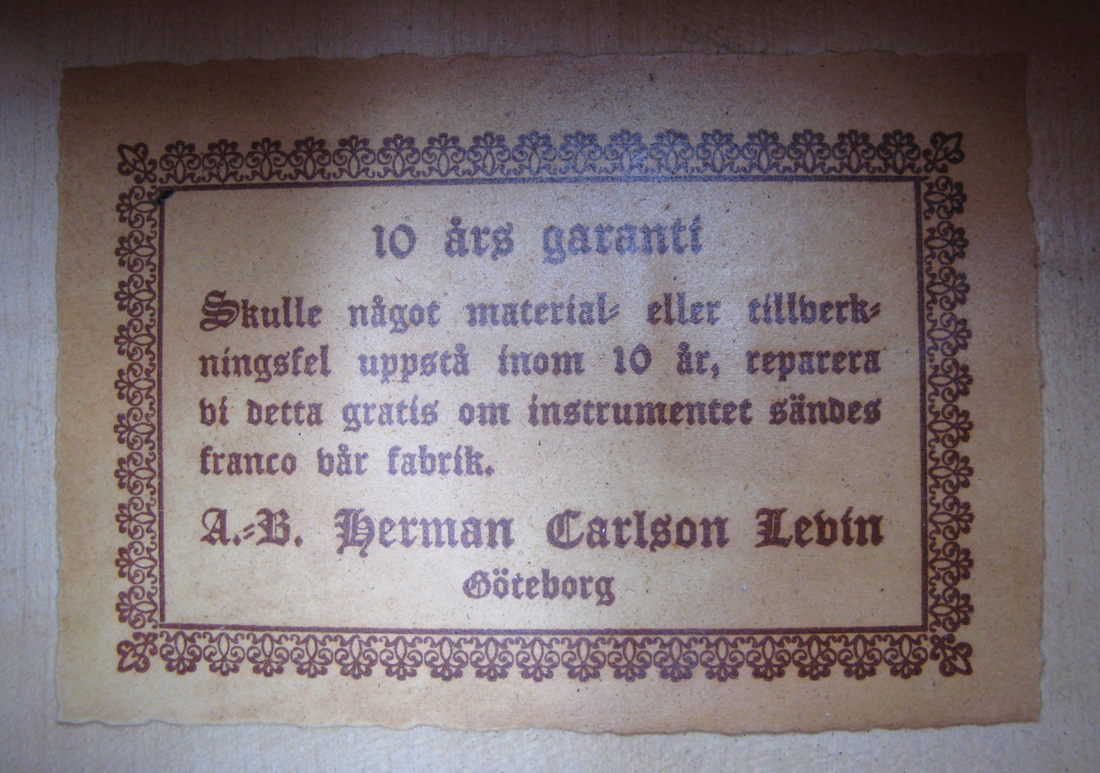 10 års garanti
Skulle något material- eller tillverk-
ningsfel uppstå inom 10 år, reparera
vi detta gratis om instrumentet sändes
franco vår fabrik.
A.-B. Herman Carlson Levin
Göteborg